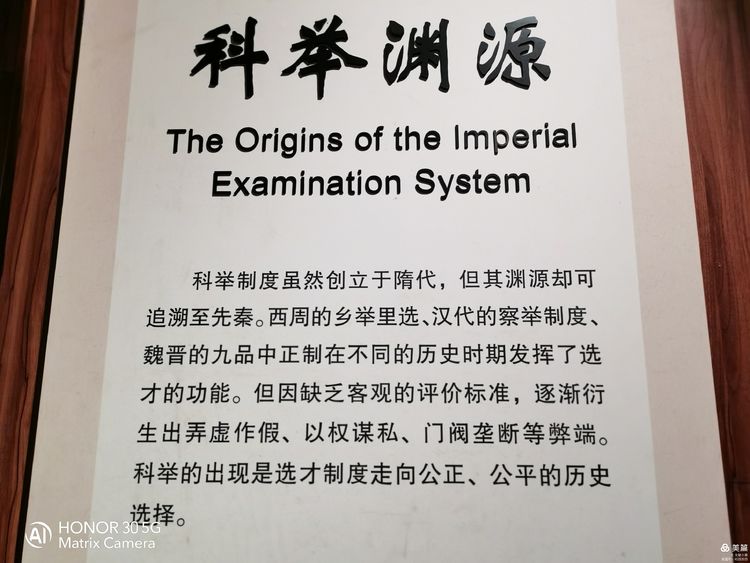 科举渊源
The Origins of the Imperial
Examination System
科举制度虽然创立于隋代，但其渊源却可
追溯至先秦。西周的乡举里选、汉代的察举制度、
魏晋的九品中正制在不同的历史时期发挥了选
才的功能。但因缺乏客观的评价标准，逐渐衍
生出弄虚作假、以权谋私、门阀垄断等弊端。
科举的出现是选才制度走向公正、公平的历史
选择。
HONOR 30 5G
Matrix Camera
美篇